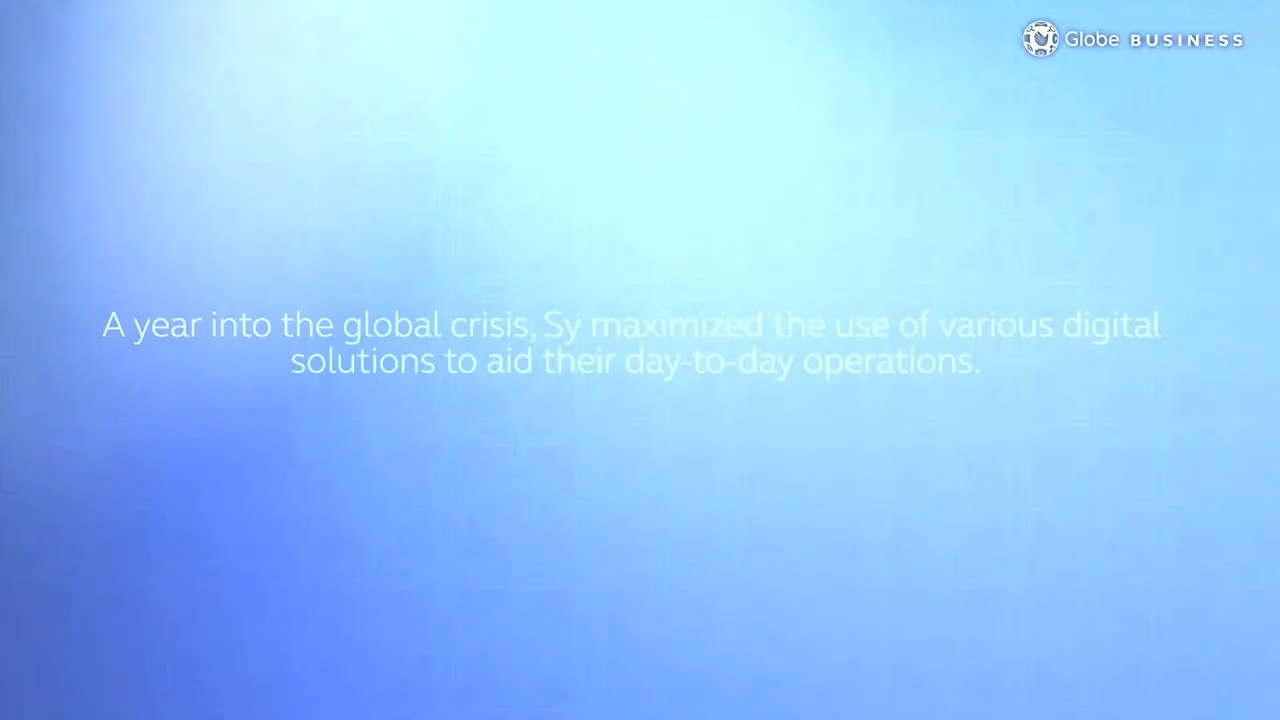 Globe BUSINESS
A year into the global crisis, Sy maximized the use of various digital
solutions to aid their day-to-day operations.